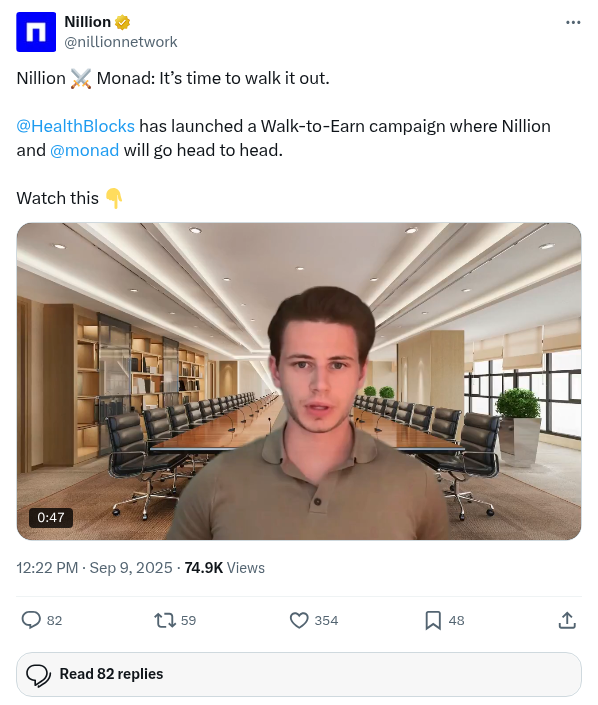 Nillion
@nillionnetwork
Nillion ⚔️ Monad: It’s time to walk it out.
@HealthBlocks has launched a Walk-to-Earn campaign where Nillion
and @monad will go head to head.
Watch this 👇
0:47
12:22 PM · Sep 9, 2025 · 74.9K Views
82 59 354 48
Read 82 replies